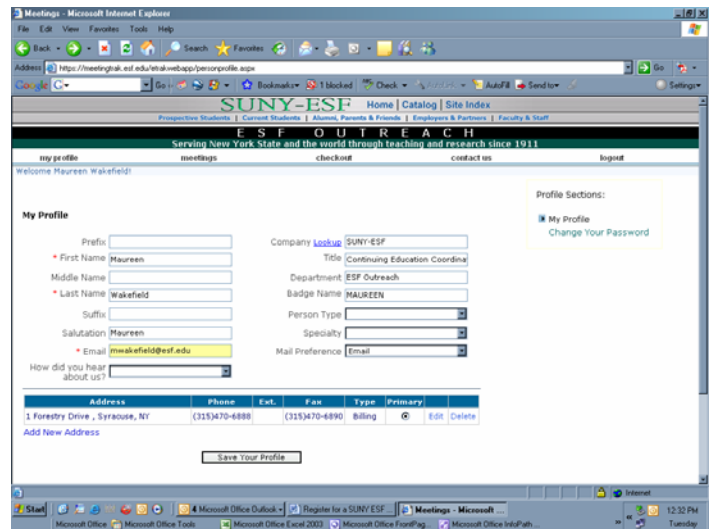 Meetings - Microsoft Internet Explorer
File Edit View Favorites Tools Help
Back Search Favorites
Address https://meetingtrak.esf.edu/etrakwebapp/personprofile.aspx Go
Google G Go Bookmarks 1 blocked Check AutoFill Send to Settings
SUNY-ESF Home | Catalog | Site Index
Prospective Students | Current Students | Alumni, Parents & Friends | Employers & Partners | Faculty & Staff
ESF OUTREACH
Serving New York State and the world through teaching and research since 1911
my profile meetings checkout contact us logout
Welcome Maureen Wakefield!
Profile Sections:
My Profile
Change Your Password
My Profile
Prefix Company Lookup SUNY-ESF
* First Name Maureen Title Continuing Education Coordina
Middle Name Department ESF Outreach
* Last Name Wakefield Badge Name MAUREEN
Suffix Person Type
Salutation Maureen Specialty
* Email mwakefield@esf.edu Mail Preference Email
How did you hear
about us?
Address Phone Ext. Fax Type Primary
1 Forestry Drive , Syracuse, NY (315)470-6888 (315)470-6890 Billing Edit Delete
Add New Address
Save Your Profile
Internet
Start 4 Microsoft Office Outlook Register for a SUNY ESF ... Meetings - Microsoft ... 12:32 PM
Microsoft Office Microsoft Office Tools Microsoft Office Excel 2003 Microsoft Office FrontPag... Microsoft Office InfoPath ... Tuesday